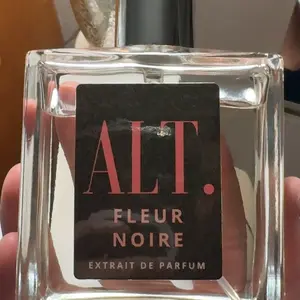 ALT.
FLEUR
NOIRE
EXTRAIT DE PARFUM